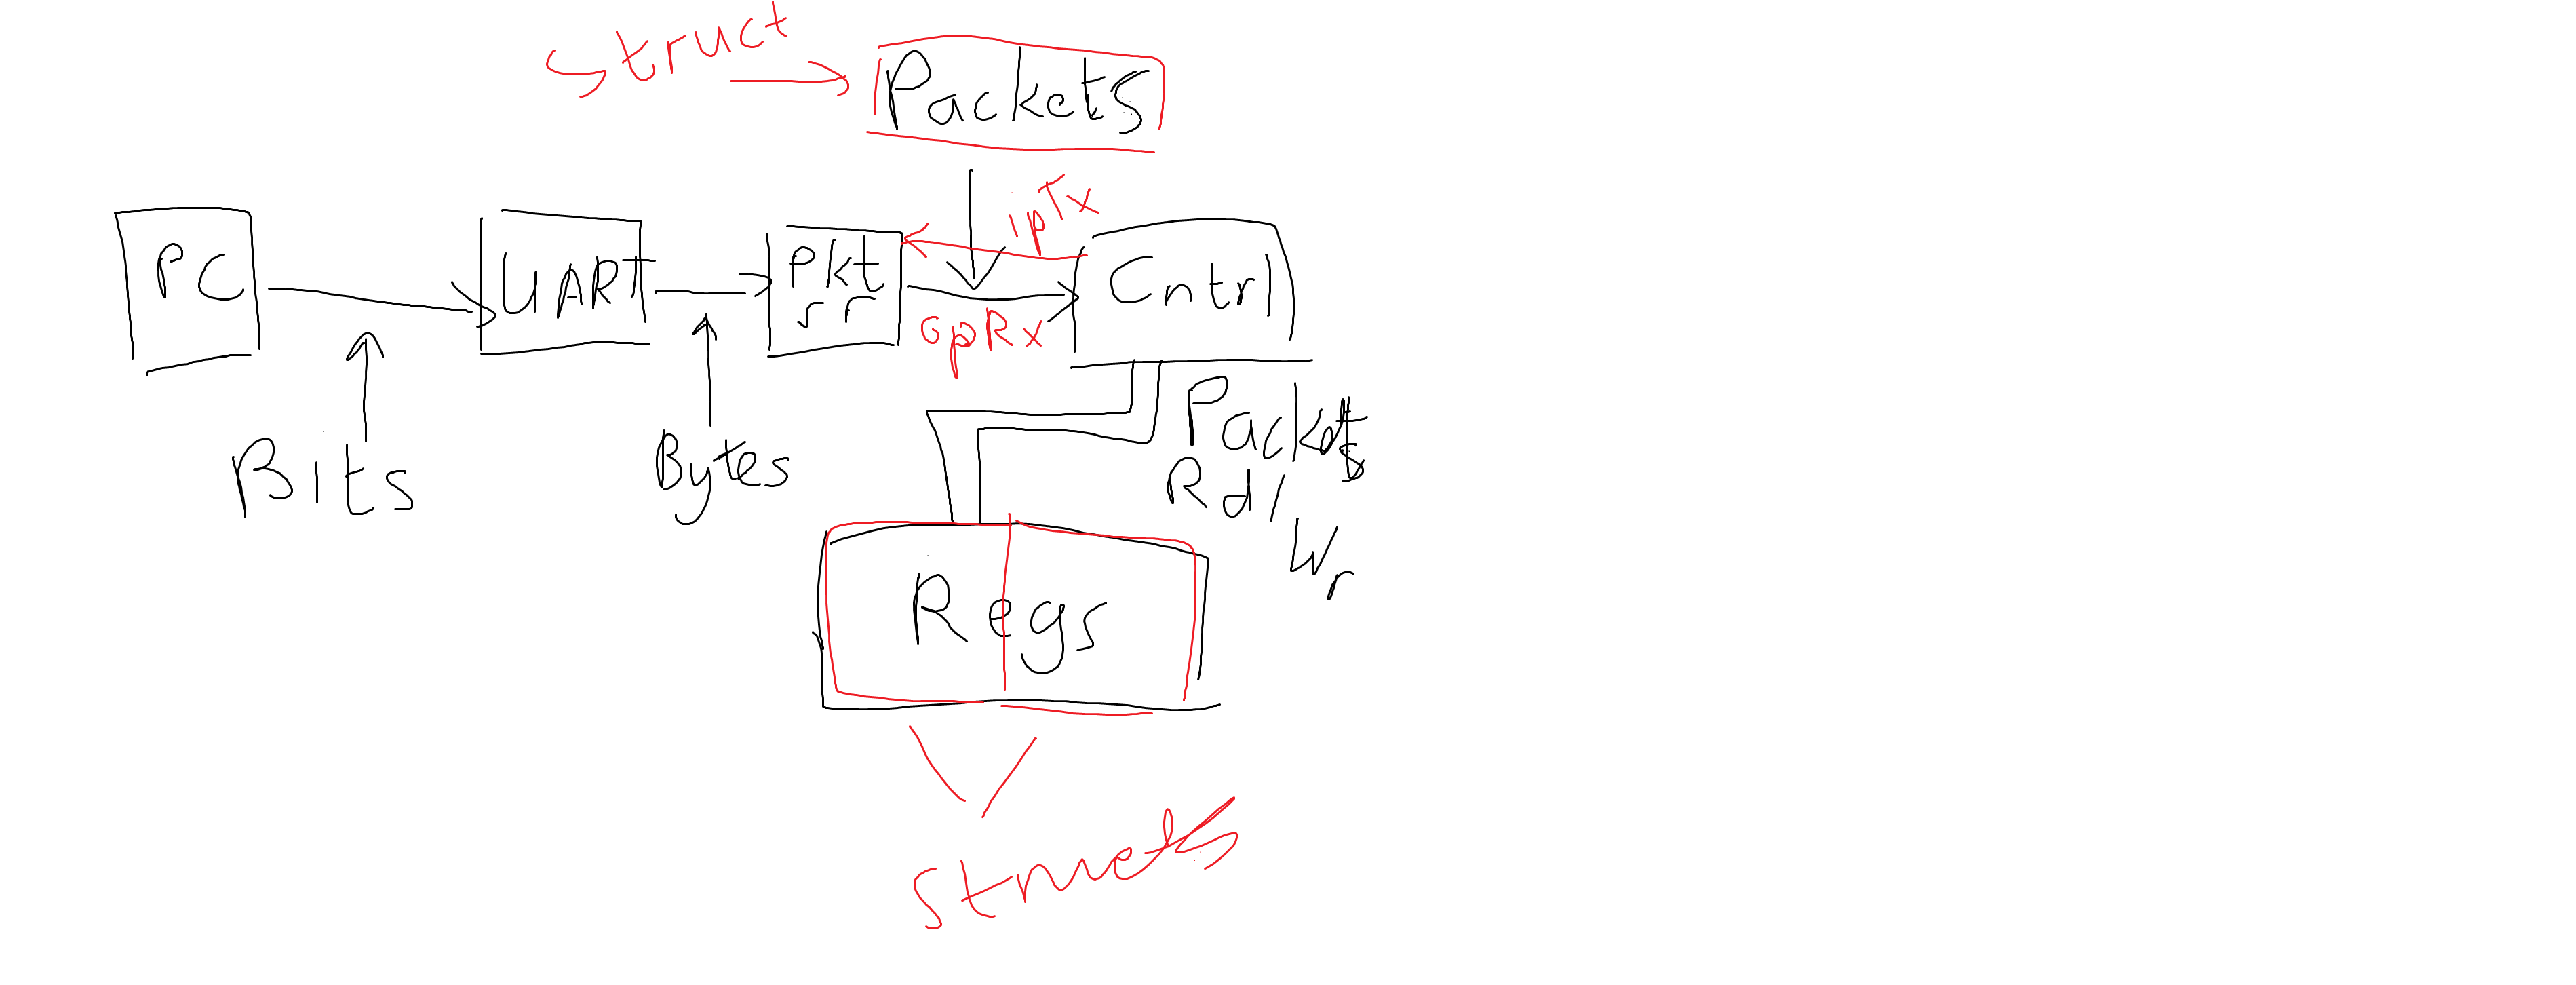 Struct
Packets
ipTx
PC
UART
Pkt
sr
Cntrl
opRx
Bits
Bytes
Packets
Rd/
Wr
Regs
Structs